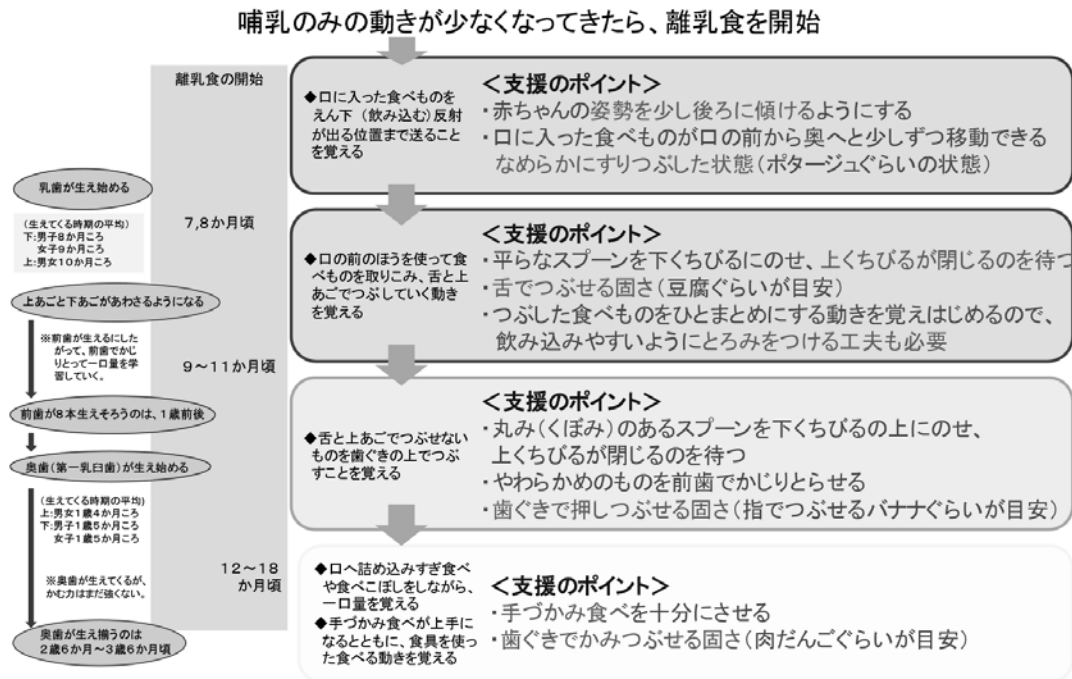 哺乳のみの動きが少なくなってきたら、離乳食を開始
離乳食の開始
◆口に入った食べものを
えん下(飲み込む)反射
が出る位置まで送ること
を覚える
<支援のポイント>
・赤ちゃんの姿勢を少し後ろに傾けるようにする
・口に入った食べものが口の前から奥へと少しずつ移動できる
なめらかにすりつぶした状態(ポタージュぐらいの状態)
乳歯が生え始める
(生えてくる時期の平均)
下:男子8か月ころ
女子9か月ころ
上:男女10か月ころ
7,8か月頃
◆口の前のほうを使って食
べものを取りこみ、舌と上
あごでつぶしていく動き
を覚える
<支援のポイント>
・平らなスプーンを下くちびるにのせ、上くちびるが閉じるのを待つ
・舌でつぶせる固さ(豆腐ぐらいが目安)
・つぶした食べものをひとまとめにする動きを覚えはじめるので、
飲み込みやすいようにとろみをつける工夫も必要
上あごと下あごがあわさるようになる
※前歯が生えるにした
がって、前歯でかじ
りとって一口量を学
習していく。
9～11か月頃
前歯が8本生えそろうのは、1歳前後
◆舌と上あごでつぶせない
ものを歯ぐきの上でつぶ
すことを覚える
<支援のポイント>
・丸み(くぼみ)のあるスプーンを下くちびるの上にのせ、
上くちびるが閉じるのを待つ
・やわらかめのものを前歯でかじりとらせる
・歯ぐきで押しつぶせる固さ(指でつぶせるバナナぐらいが目安)
奥歯(第一乳臼歯)が生え始める
(生えてくる時期の平均)
上:男女1歳4か月ころ
下:男子1歳5か月ころ
女子1歳5か月ころ
※奥歯が生えてくるが、
かむ力はまだ強くない。
12～18
か月頃
◆口へ詰め込みすぎ食べ
や食べこぼしをしながら、
一口量を覚える
◆手づかみ食べが上手に
なるとともに、食具を使っ
た食べる動きを覚える
<支援のポイント>
・手づかみ食べを十分にさせる
・歯ぐきでかみつぶせる固さ(肉だんごぐらいが目安)
奥歯が生え揃うのは
2歳6か月～3歳6か月頃